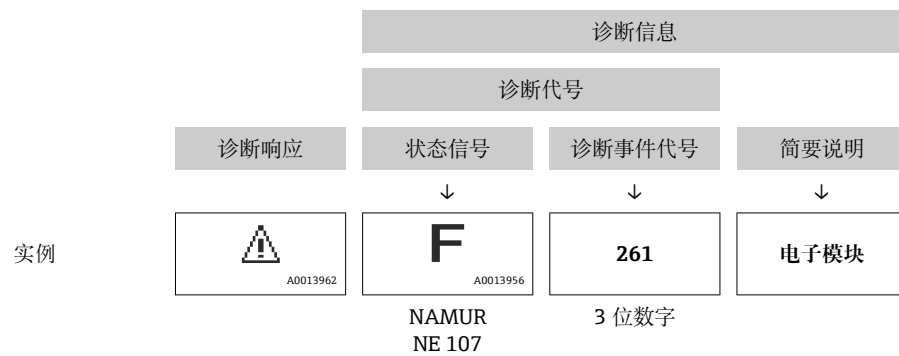 诊断信息
诊断代号
诊断响应 状态信号 诊断事件代号 简要说明
↓ ↓ ↓
实例 F 261 电子模块
A0013962 A0013956
NAMUR 3 位数字
NE 107